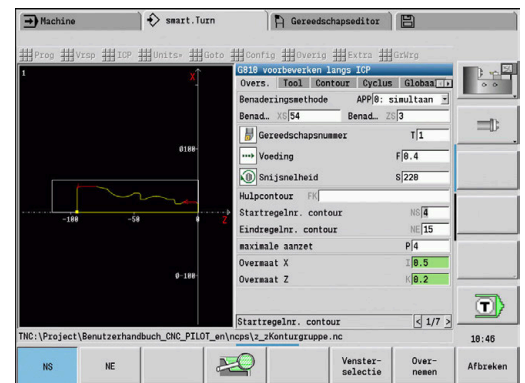 Machine
smart.Turn
Gereedschapseditor
Prog Vrsp ICP Units» Goto Config Overig Extra GrWrg
1
X
0100-
-100
-50
0
Z
0-100-
G810 voorbewerken langs ICP
Overs. Tool Contour Cyclus Globaa
Benaderingsmethode APP 0: simultaan
Benad… XS 54 Benad… ZS 3
Gereedschapsnummer T 1
Voeding F 0.4
Snijsnelheid S 220
Hulpcontour FK
Startregelnr. contour NS 4
Eindregelnr. contour NE 15
maximale aanzet P 4
Overmaat X I 0.5
Overmaat Z K 0.2
Startregelnr. contour < 1/7 >
TNC:\Project\Benutzerhandbuch_CNC_PILOT_en\ncps\z_zKonturgruppe.nc
T
10:46
NS
NE
Venster-
selectie
Over-
nemen
Afbreken